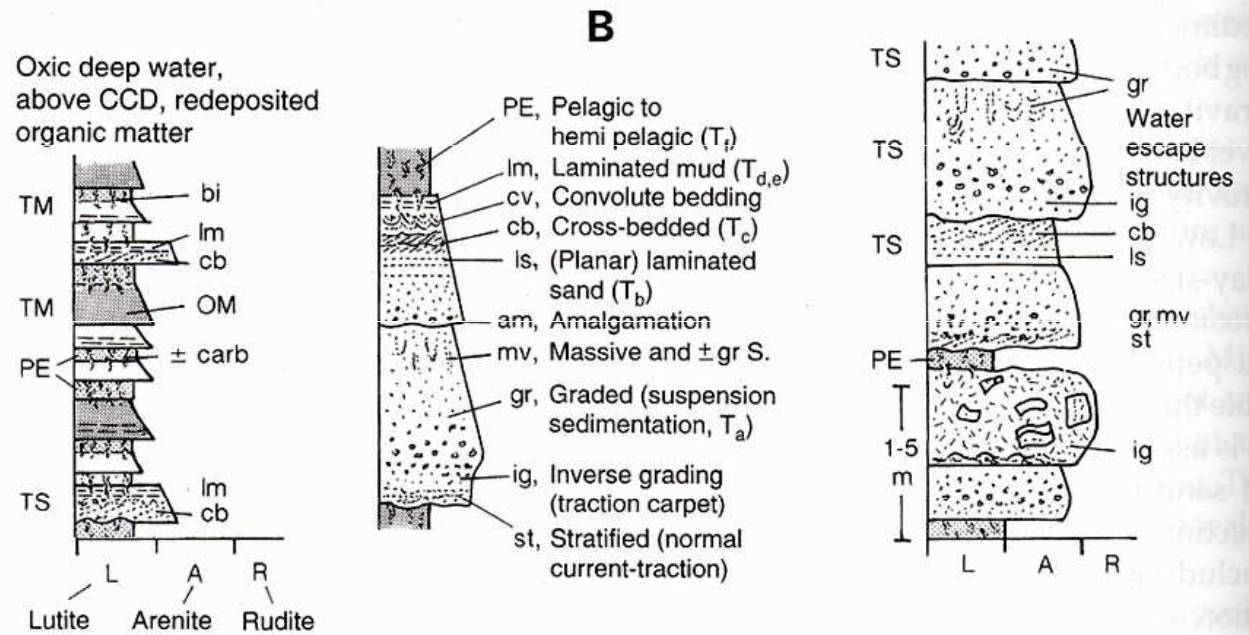 B
Oxic deep water,
above CCD, redeposited
organic matter
TM
bi
lm
cb
TM
OM
PE
± carb
TS
lm
cb
L
A
R
Lutite
Arenite
Rudite
PE, Pelagic to
hemi pelagic (Tf)
lm, Laminated mud (Td,e)
cv, Convolute bedding
cb, Cross-bedded (Tc)
ls, (Planar) laminated
sand (Tb)
am, Amalgamation
mv, Massive and ± gr S.
gr, Graded (suspension
sedimentation, Ta)
ig, Inverse grading
(traction carpet)
st, Stratified (normal
current-traction)
TS
gr
Water
escape
structures
TS
ig
TS
cb
ls
gr mv
st
PE
1-5
m
ig
L
A
R